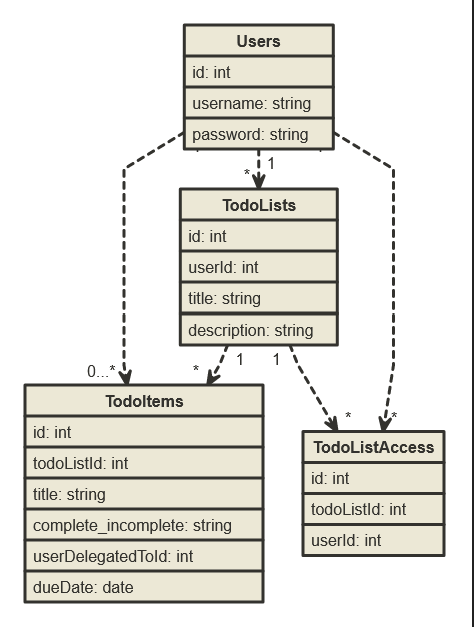 Users
id: int
username: string
password: string
1
*
TodoLists
id: int
userId: int
title: string
description: string
1
1
0...*
*
*
*
TodoItems
id: int
todoListId: int
title: string
complete_incomplete: string
userDelegatedToId: int
dueDate: date
TodoListAccess
id: int
todoListId: int
userId: int